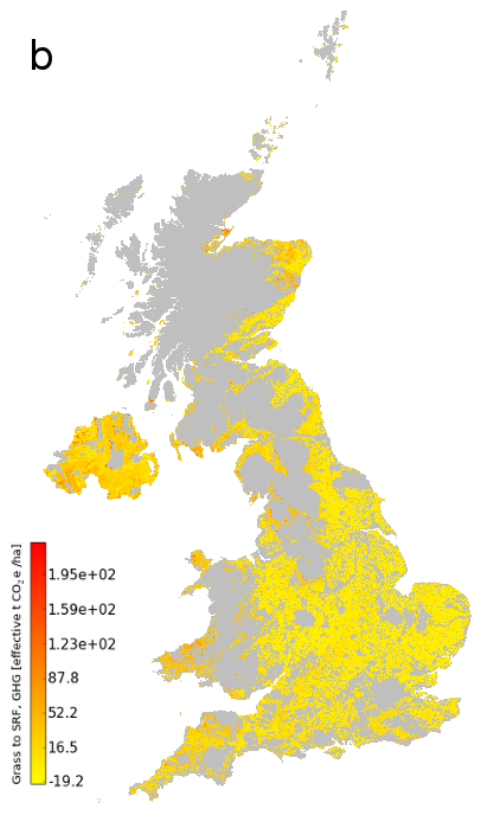 b
Grass to SRF, GHG [effective t CO₂e /ha]
1.95e+02
1.59e+02
1.23e+02
87.8
52.2
16.5
-19.2